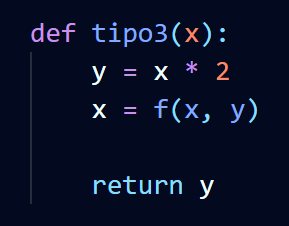 def tipo3(x):
    y = x * 2
    x = f(x, y)
    return y